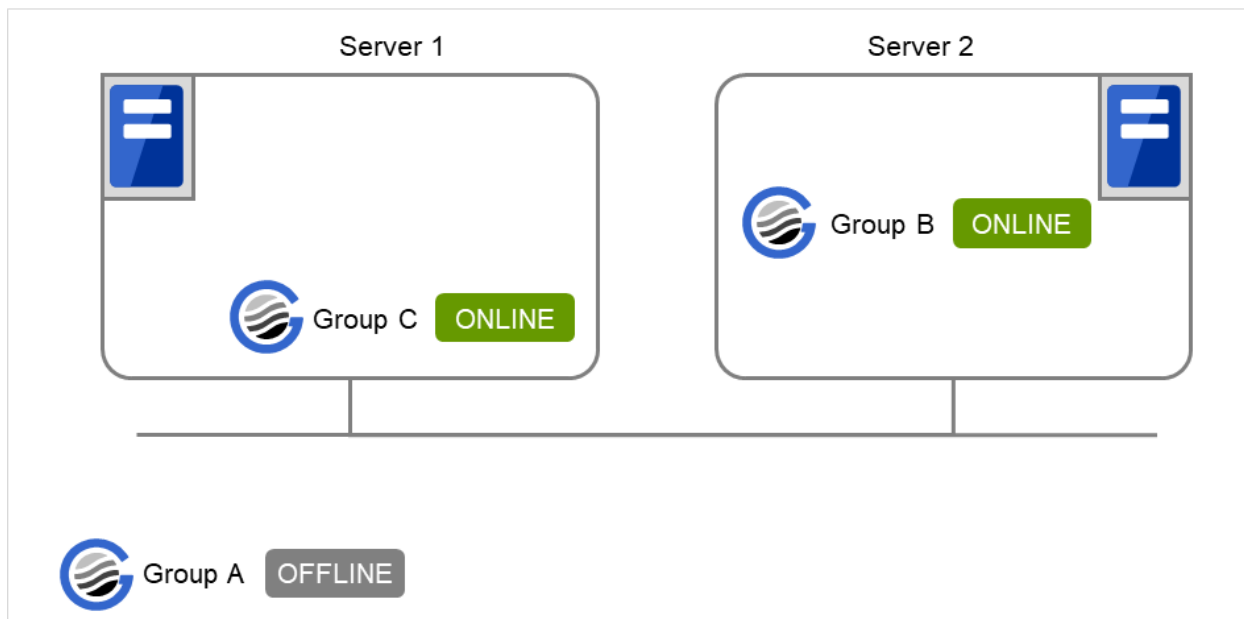 Server 1
Server 2
Group B ONLINE
Group C ONLINE
Group A OFFLINE